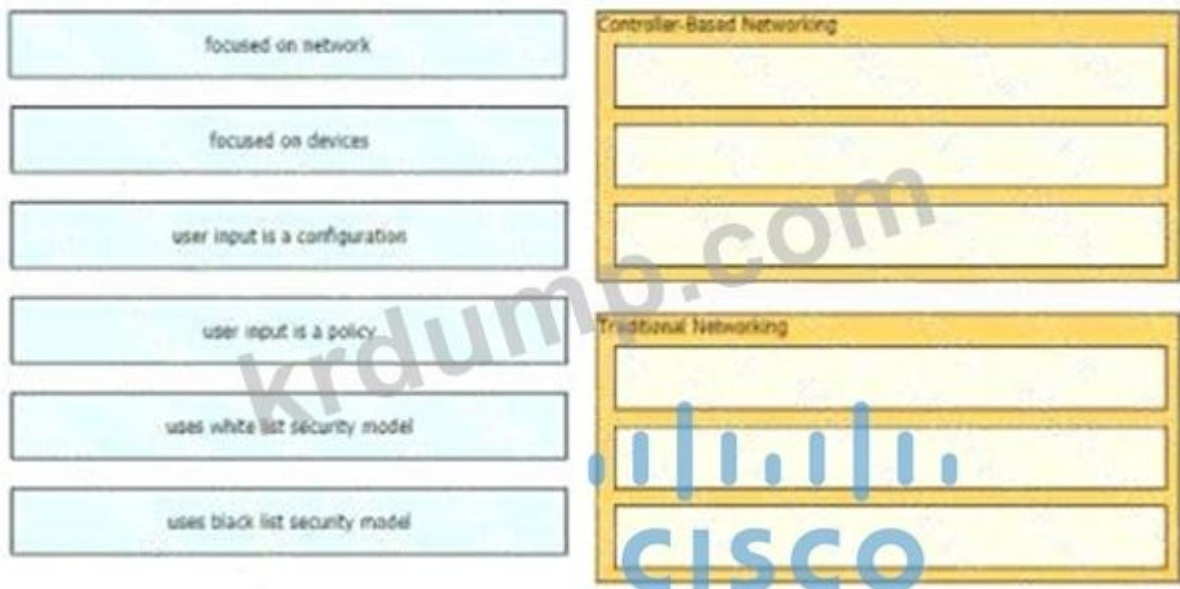 focused on network
focused on devices
user input is a configuration
user input is a policy
uses white list security model
uses black list security model
Controller-Based Networking
Traditional Networking
krdump.com
CISCO